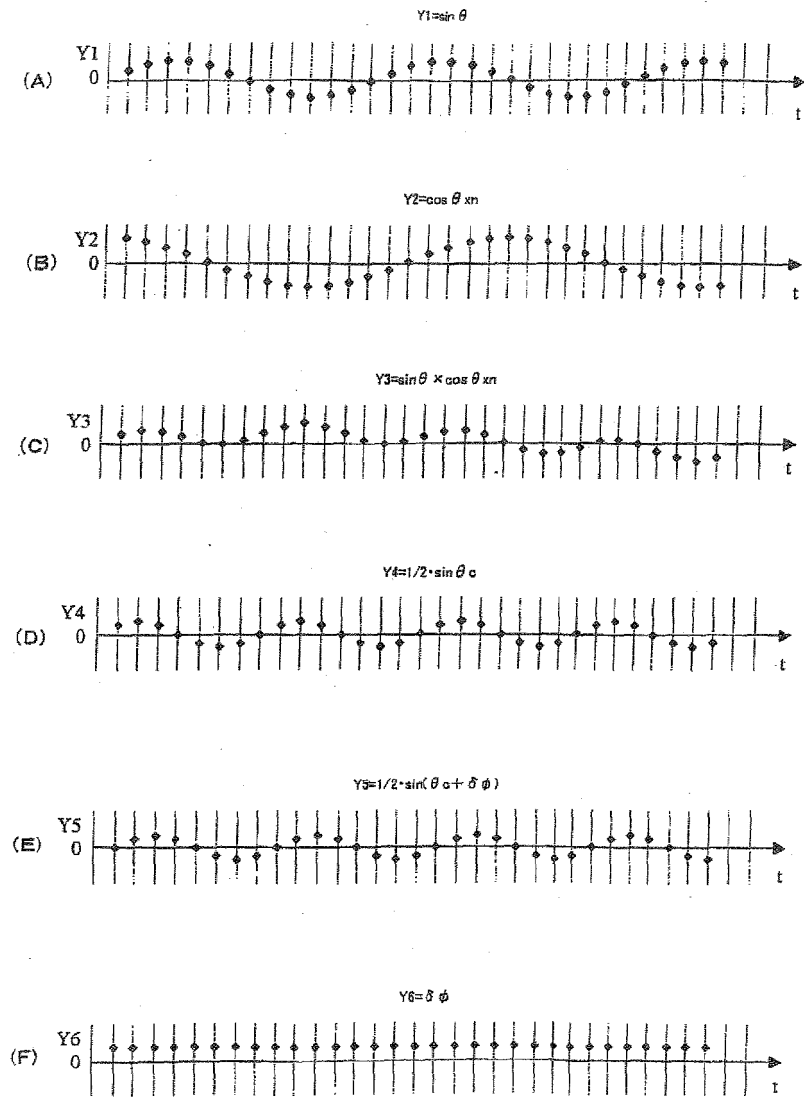 Y1=sin θ
Y1
0
(A)
t
Y2=cos θ xn
Y2
0
(B)
t
Y3=sin θ × cos θ xn
Y3
0
(C)
t
Y4=1/2・sin θ c
Y4
0
(D)
t
Y5=1/2・sin(θ c+ δ φ)
Y5
0
(E)
t
Y6= δ φ
Y6
0
(F)
t